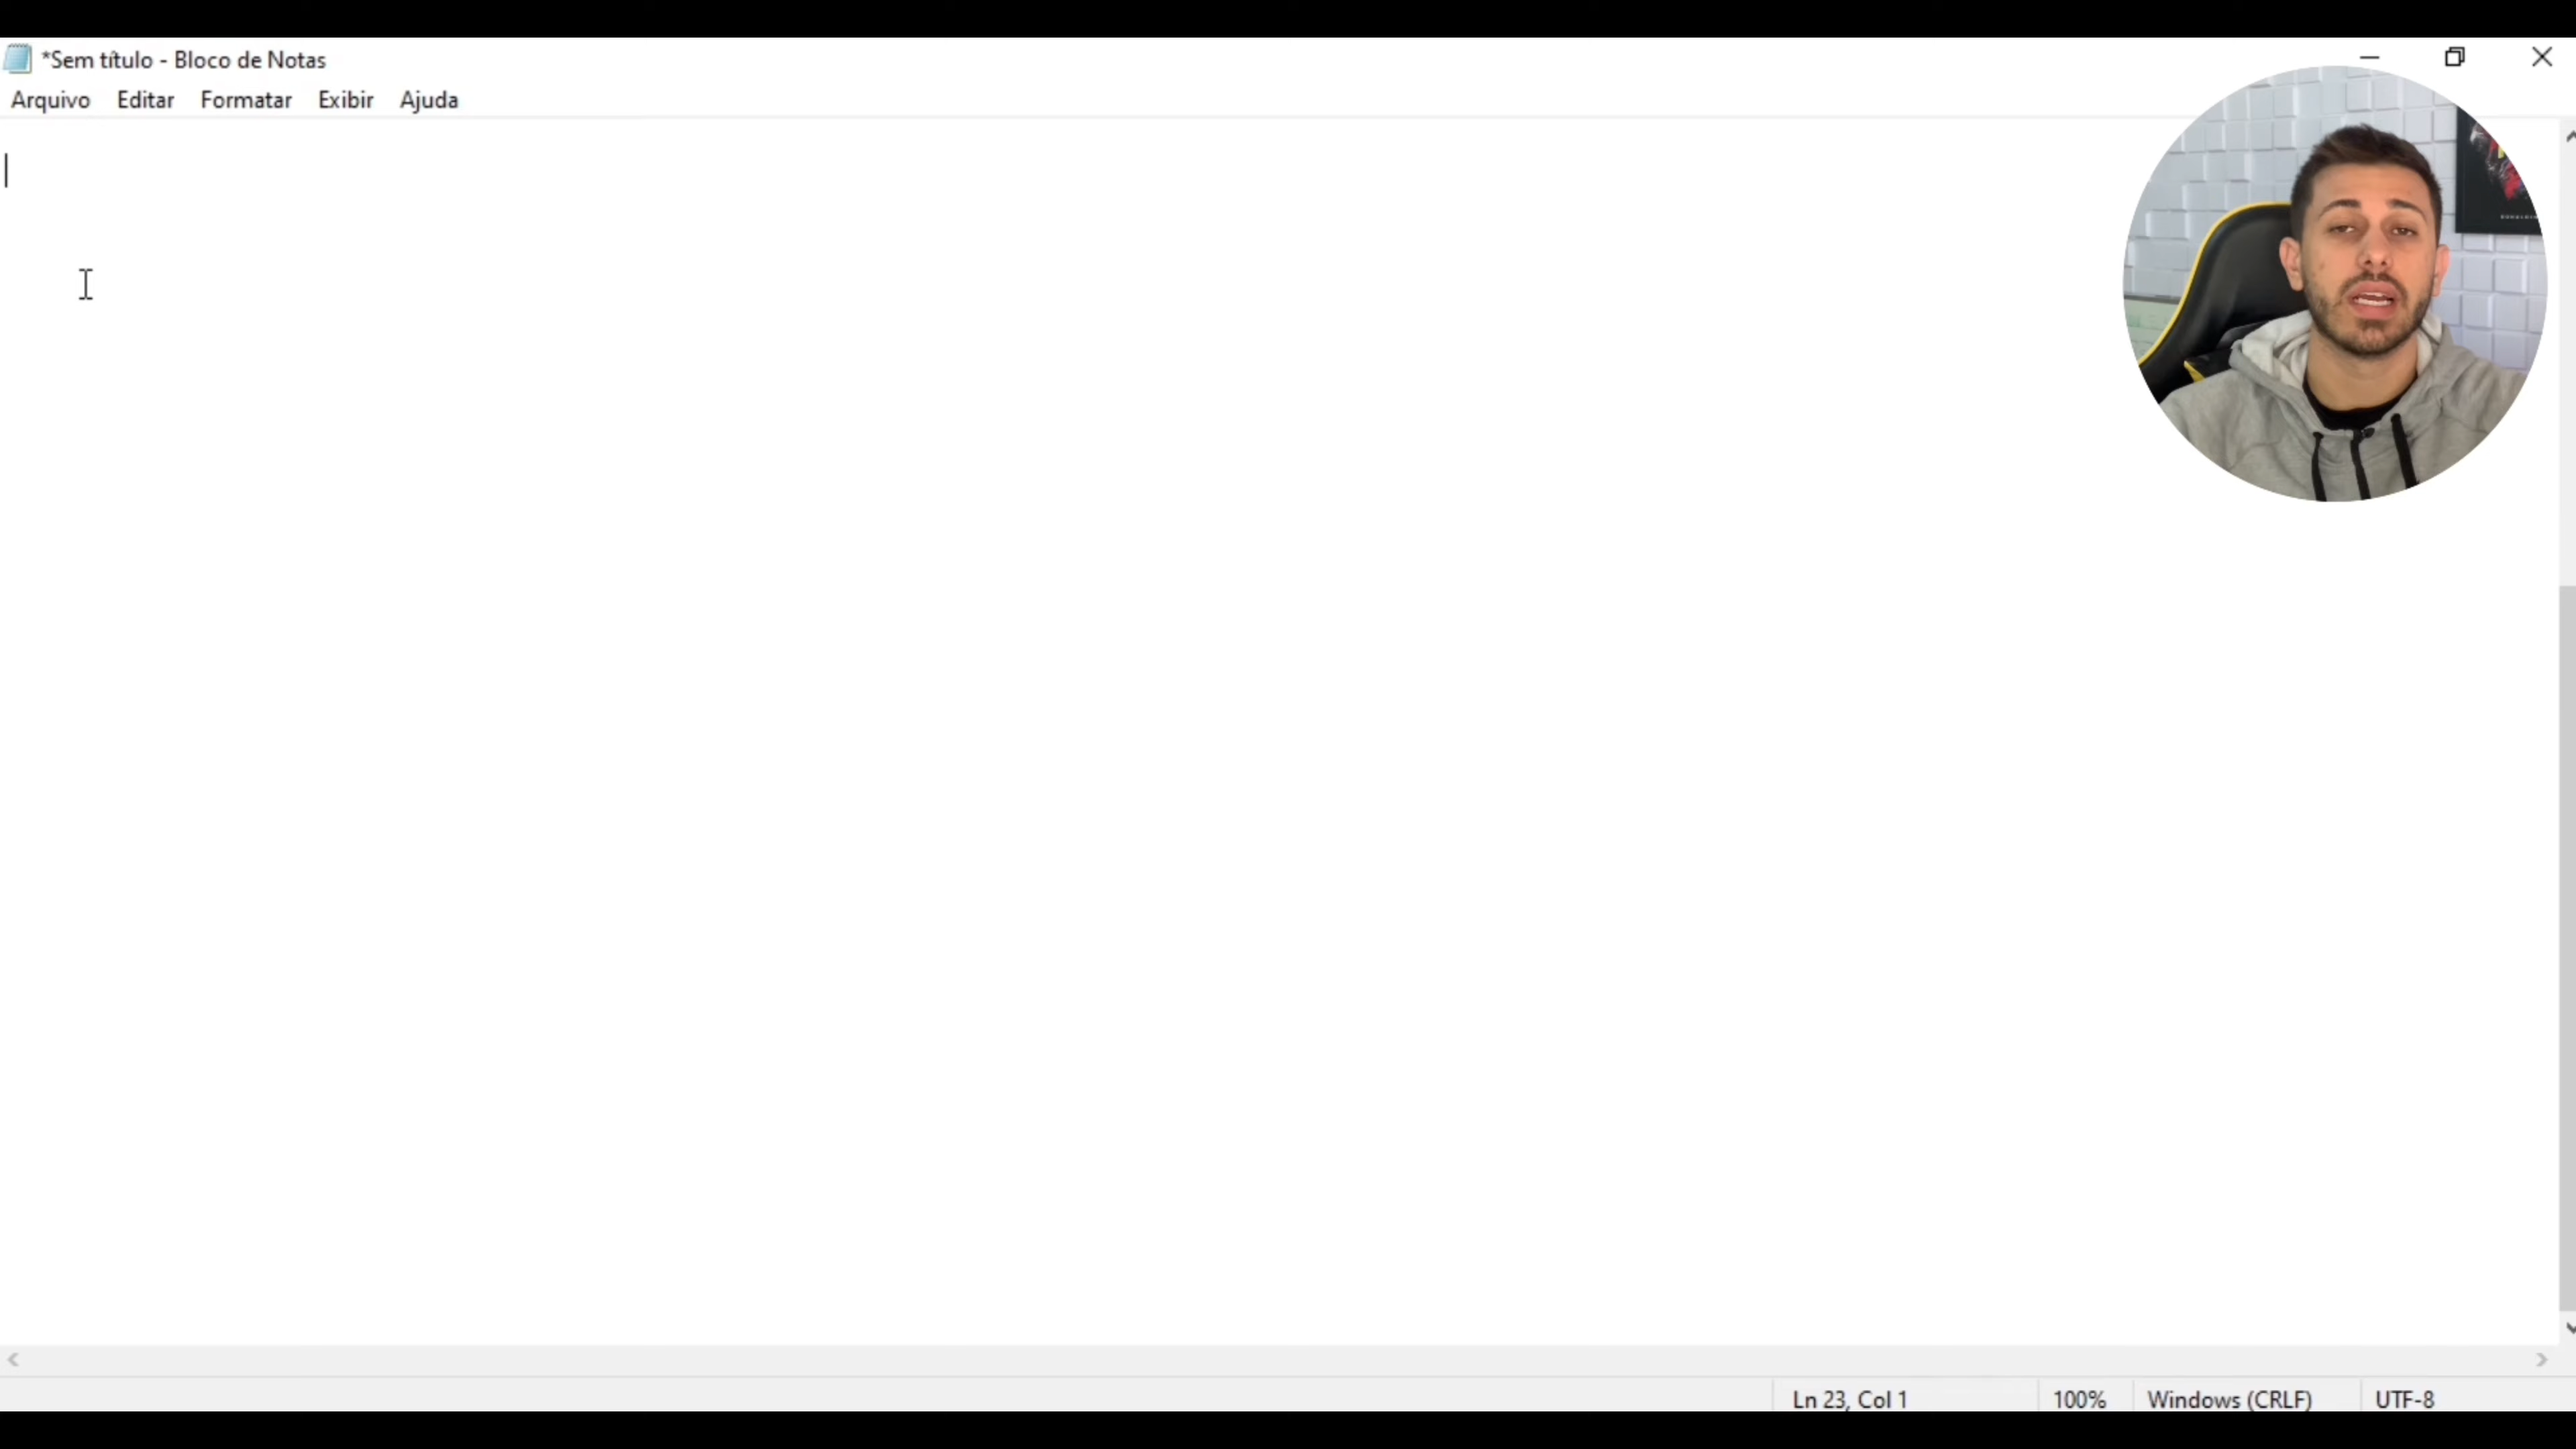 *Sem título - Bloco de Notas
Arquivo Editar Formatar Exibir Ajuda
Ln 23, Col 1 100% Windows (CRLF) UTF-8